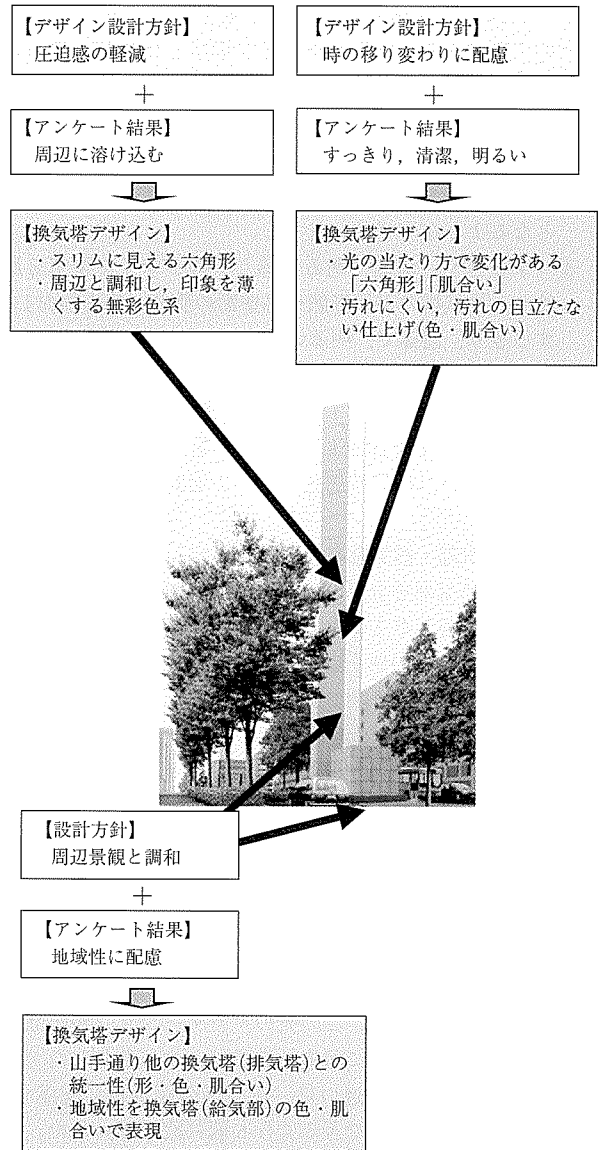 【デザイン設計方針】
圧迫感の軽減
+
【アンケート結果】
周辺に溶け込む
【換気塔デザイン】
・スリムに見える六角形
・周辺と調和し，印象を薄
くする無彩色系
【デザイン設計方針】
時の移り変わりに配慮
+
【アンケート結果】
すっきり，清潔，明るい
【換気塔デザイン】
・光の当たり方で変化がある
「六角形」「肌合い」
・汚れにくい，汚れの目立たな
い仕上げ(色・肌合い)
【設計方針】
周辺景観と調和
+
【アンケート結果】
地域性に配慮
【換気塔デザイン】
・山手通り他の換気塔(排気塔)との
統一性(形・色・肌合い)
・地域性を換気塔(給気部)の色・肌
合いで表現